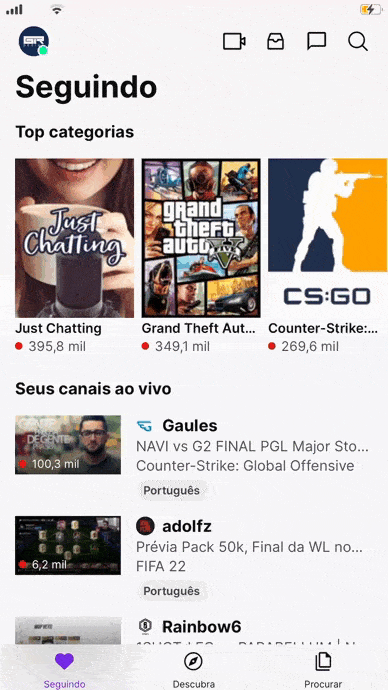 Seguindo
Top categorias
Just Chatting
grand theft auto V
CS:GO
Just Chatting
Grand Theft Aut...
Counter-Strike:...
395,8 mil
349,1 mil
269,6 mil
Seus canais ao vivo
Gaules
NAVI vs G2 FINAL PGL Major Sto...
100,3 mil
Counter-Strike: Global Offensive
Português
adolfz
Prévia Pack 50k, Final da WL no...
6,2 mil
FIFA 22
Português
Rainbow6
Seguindo
Descubra
Procurar